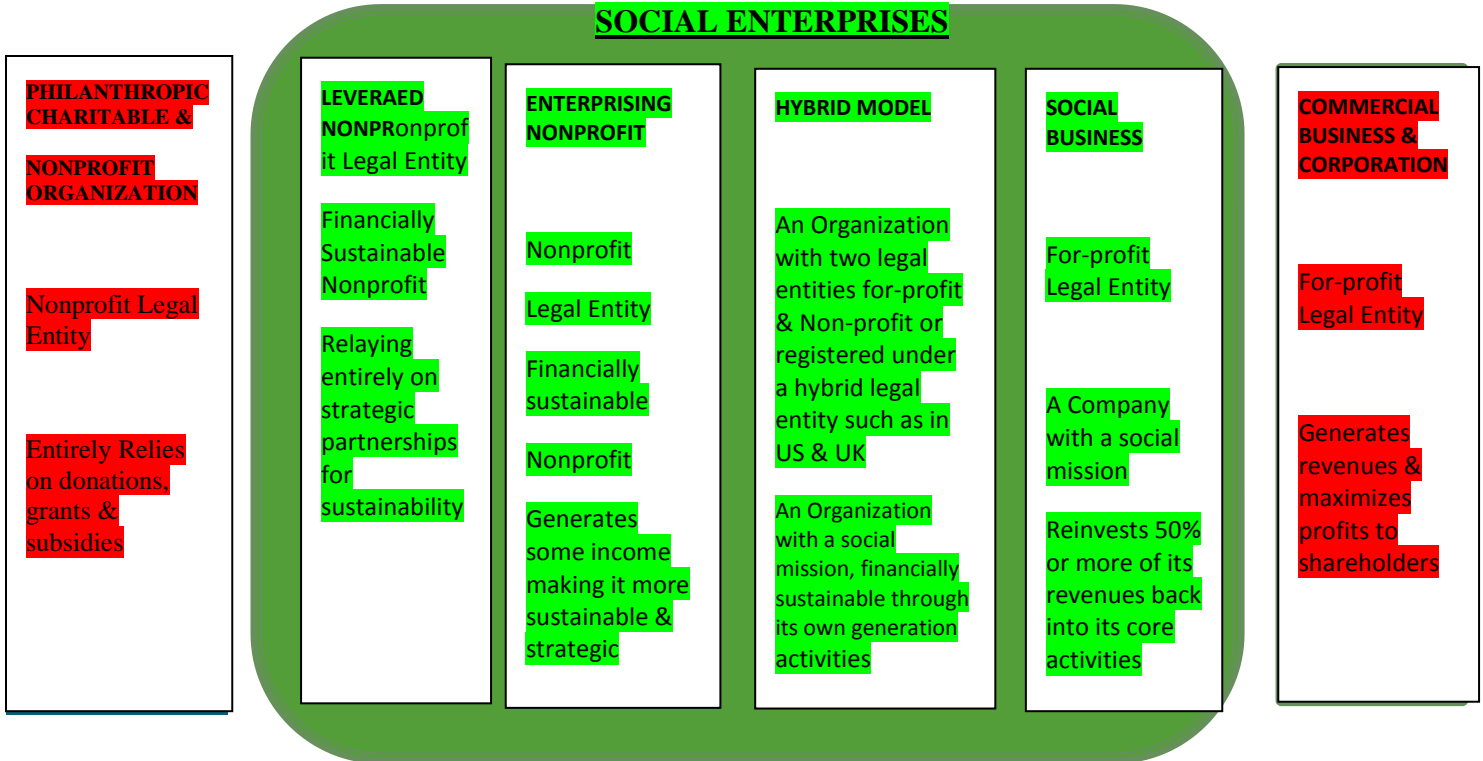 SOCIAL ENTERPRISES
PHILANTHROPIC
CHARITABLE &
NONPROFIT
ORGANIZATION
Nonprofit Legal
Entity
Entirely Relies
on donations,
grants &
subsidies
LEVERAED
NONPRonprof
it Legal Entity
Financially
Sustainable
Nonprofit
Relaying
entirely on
strategic
partnerships
for
sustainability
ENTERPRISING
NONPROFIT
Nonprofit
Legal Entity
Financially
sustainable
Nonprofit
Generates
some income
making it more
sustainable &
strategic
HYBRID MODEL
An Organization
with two legal
entities for-profit
& Non-profit or
registered under
a hybrid legal
entity such as in
US & UK
An Organization
with a social
mission, financially
sustainable through
its own generation
activities
SOCIAL
BUSINESS
For-profit
Legal Entity
A Company
with a social
mission
Reinvests 50%
or more of its
revenues back
into its core
activities
COMMERCIAL
BUSINESS &
CORPORATION
For-profit
Legal Entity
Generates
revenues &
maximizes
profits to
shareholders